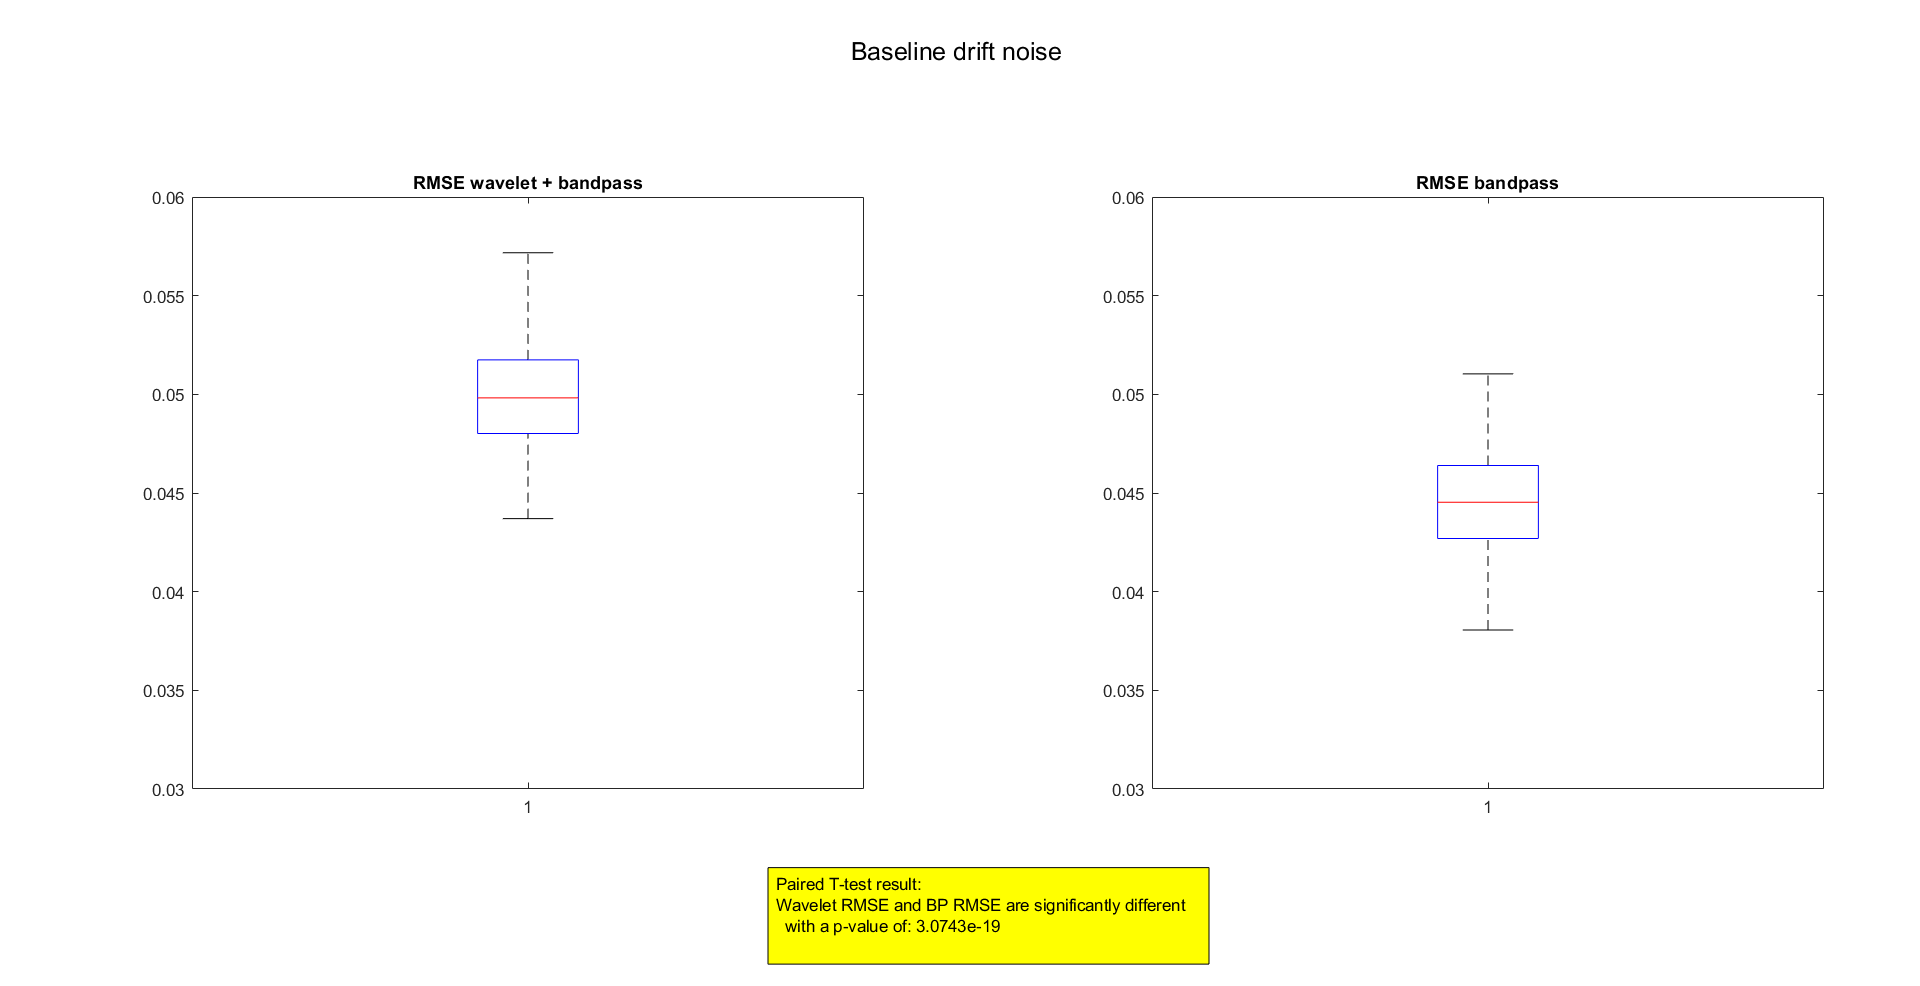 Baseline drift noise
RMSE wavelet + bandpass
0.06
0.055
0.05
0.045
0.04
0.035
0.03
1
RMSE bandpass
0.06
0.055
0.05
0.045
0.04
0.035
0.03
1
Paired T-test result:
Wavelet RMSE and BP RMSE are significantly different
with a p-value of: 3.0743e-19